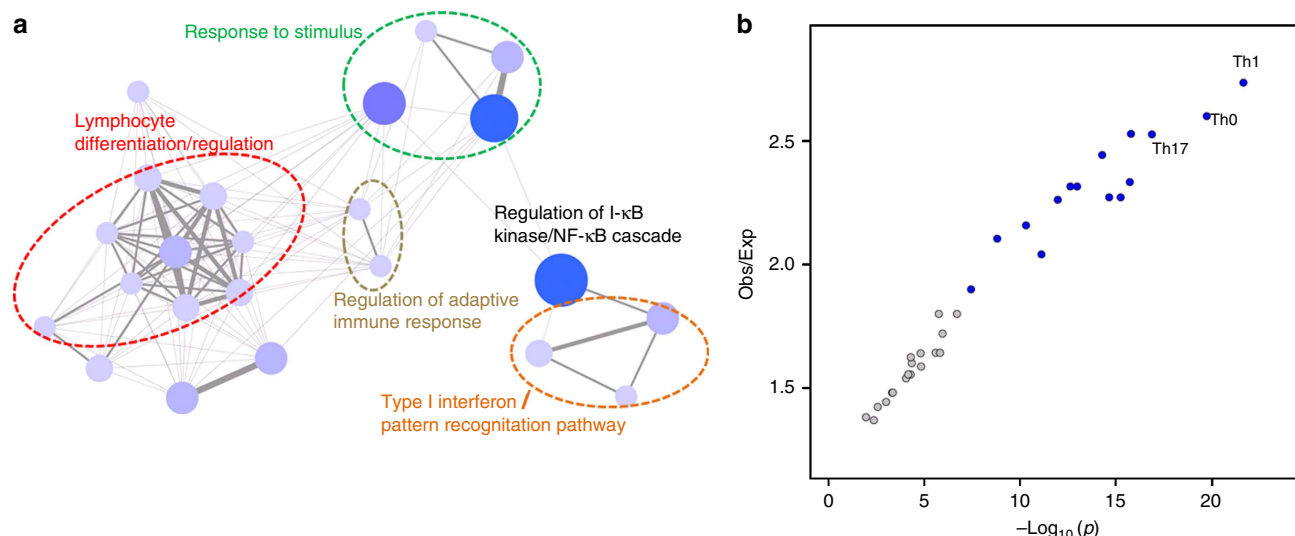 a
Response to stimulus
Lymphocyte
differentiation/regulation
Regulation of I-κB
kinase/NF-κB cascade
Regulation of adaptive
immune response
Type I interferon
pattern recognitation pathway
b
Th1
Th0
Th17
2.5
2.0
1.5
Obs/Exp
0 5 10 15 20
–Log10 (p)